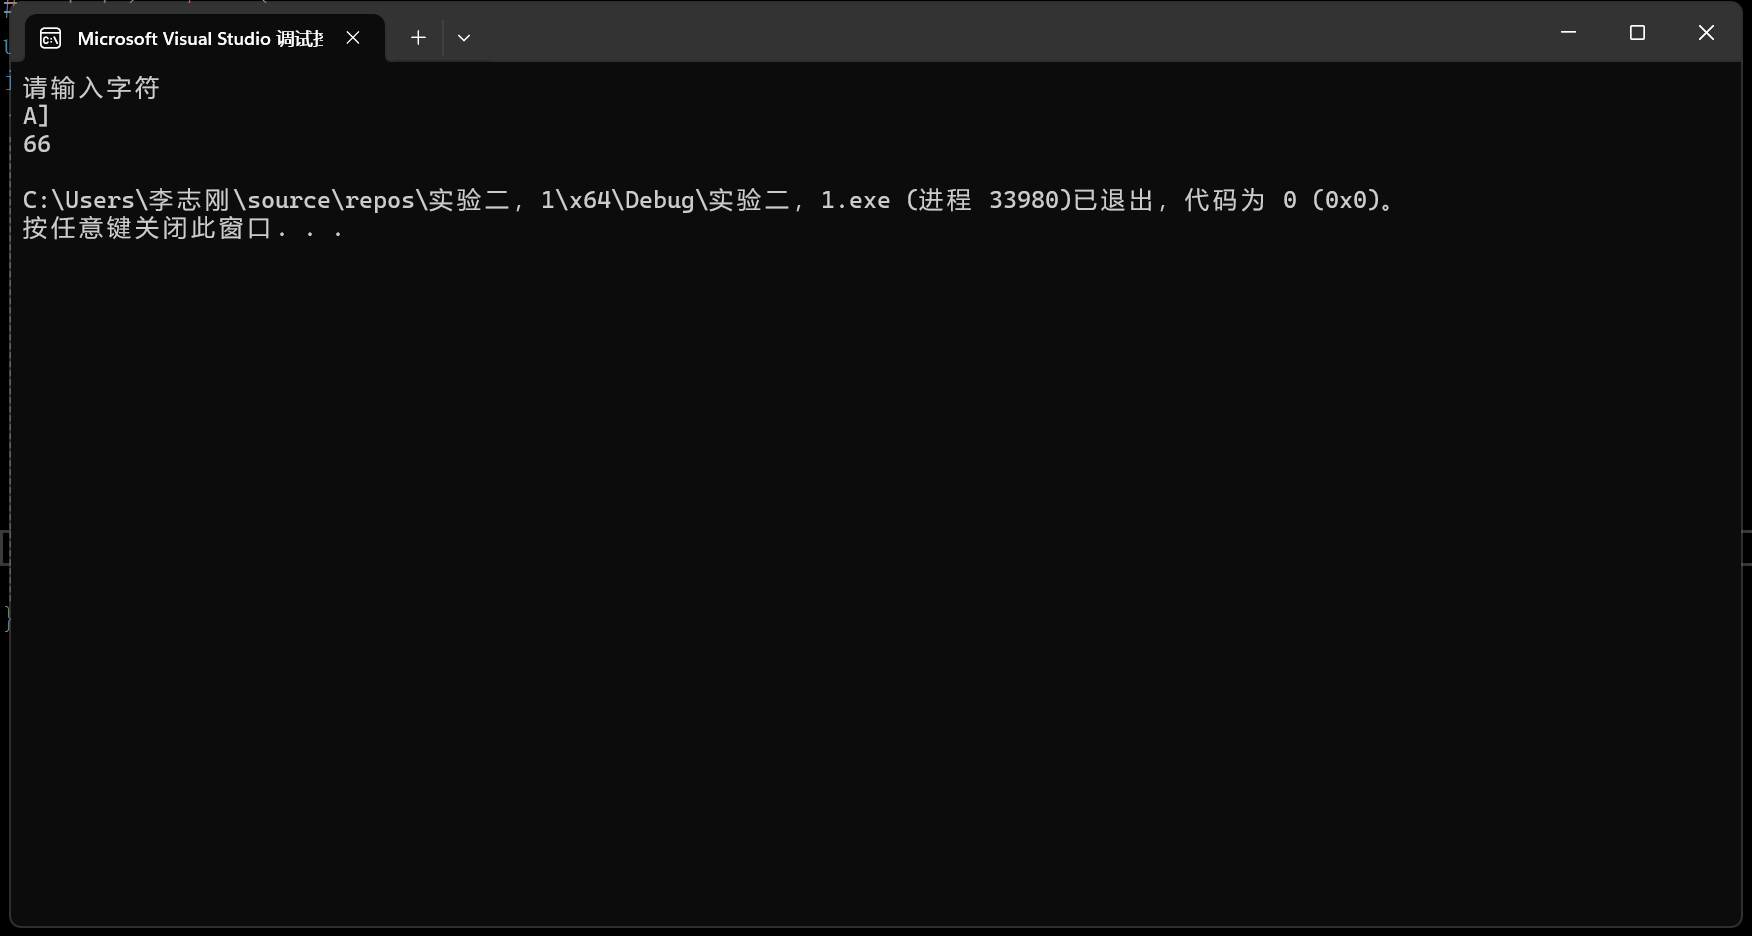 Microsoft Visual Studio 调试
请输入字符
A]
66
C:\Users\李志刚\source\repos\实验二，1\x64\Debug\实验二，1.exe (进程 33980)已退出，代码为 0 (0x0)。
按任意键关闭此窗口. . .